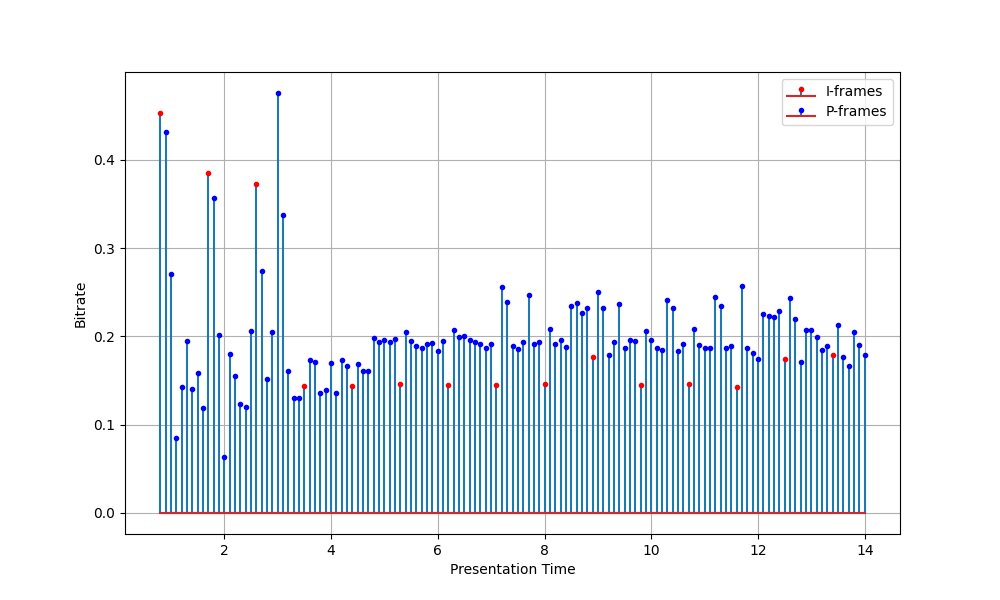 I-frames
P-frames
0.4
0.3
0.2
0.1
0.0
Bitrate
2 4 6 8 10 12 14
Presentation Time